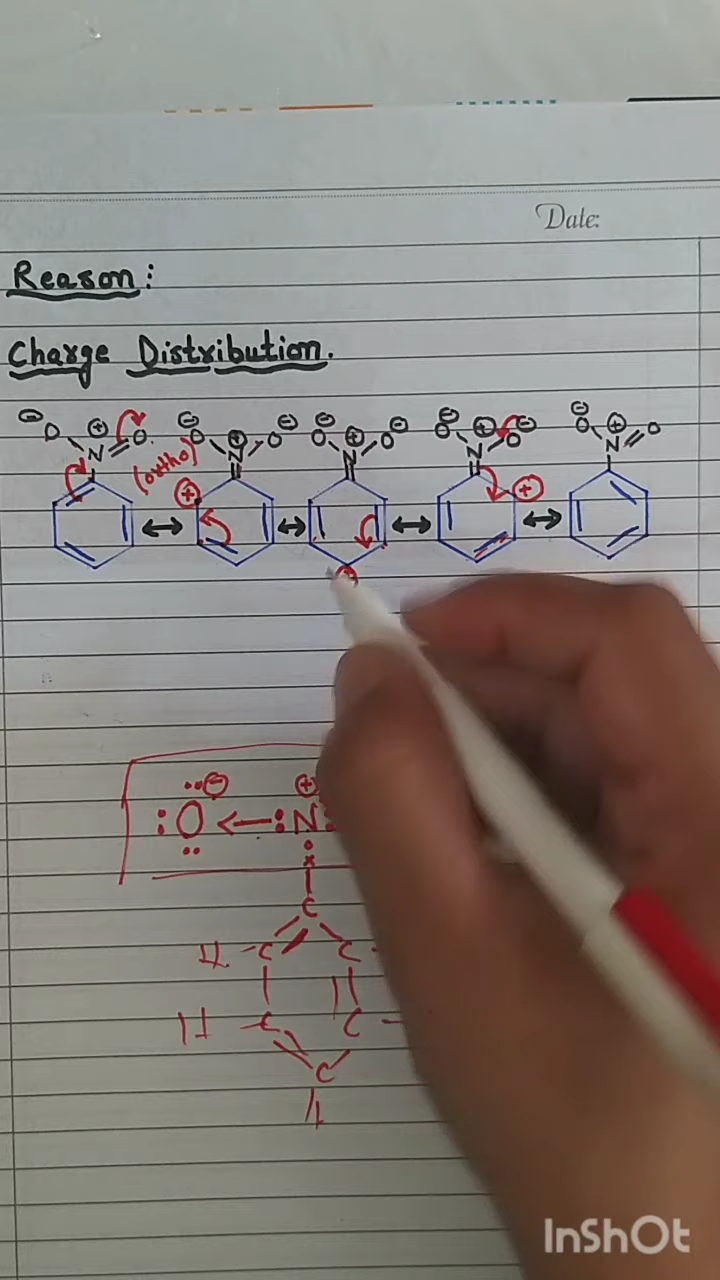 Date:
Reason:
Charge Distribution.
⊖ O N ⊕ O ⊖ O N ⊕ O ⊖ ⊖ O N ⊕ O ⊖ ⊖ O N ⊕ O ⊖ ⊖ O N ⊕ O
(ortho)
⊕ ⊕
⊕
⊖ ⊕
O N
C
H C C
H C C
C
H
InShOt